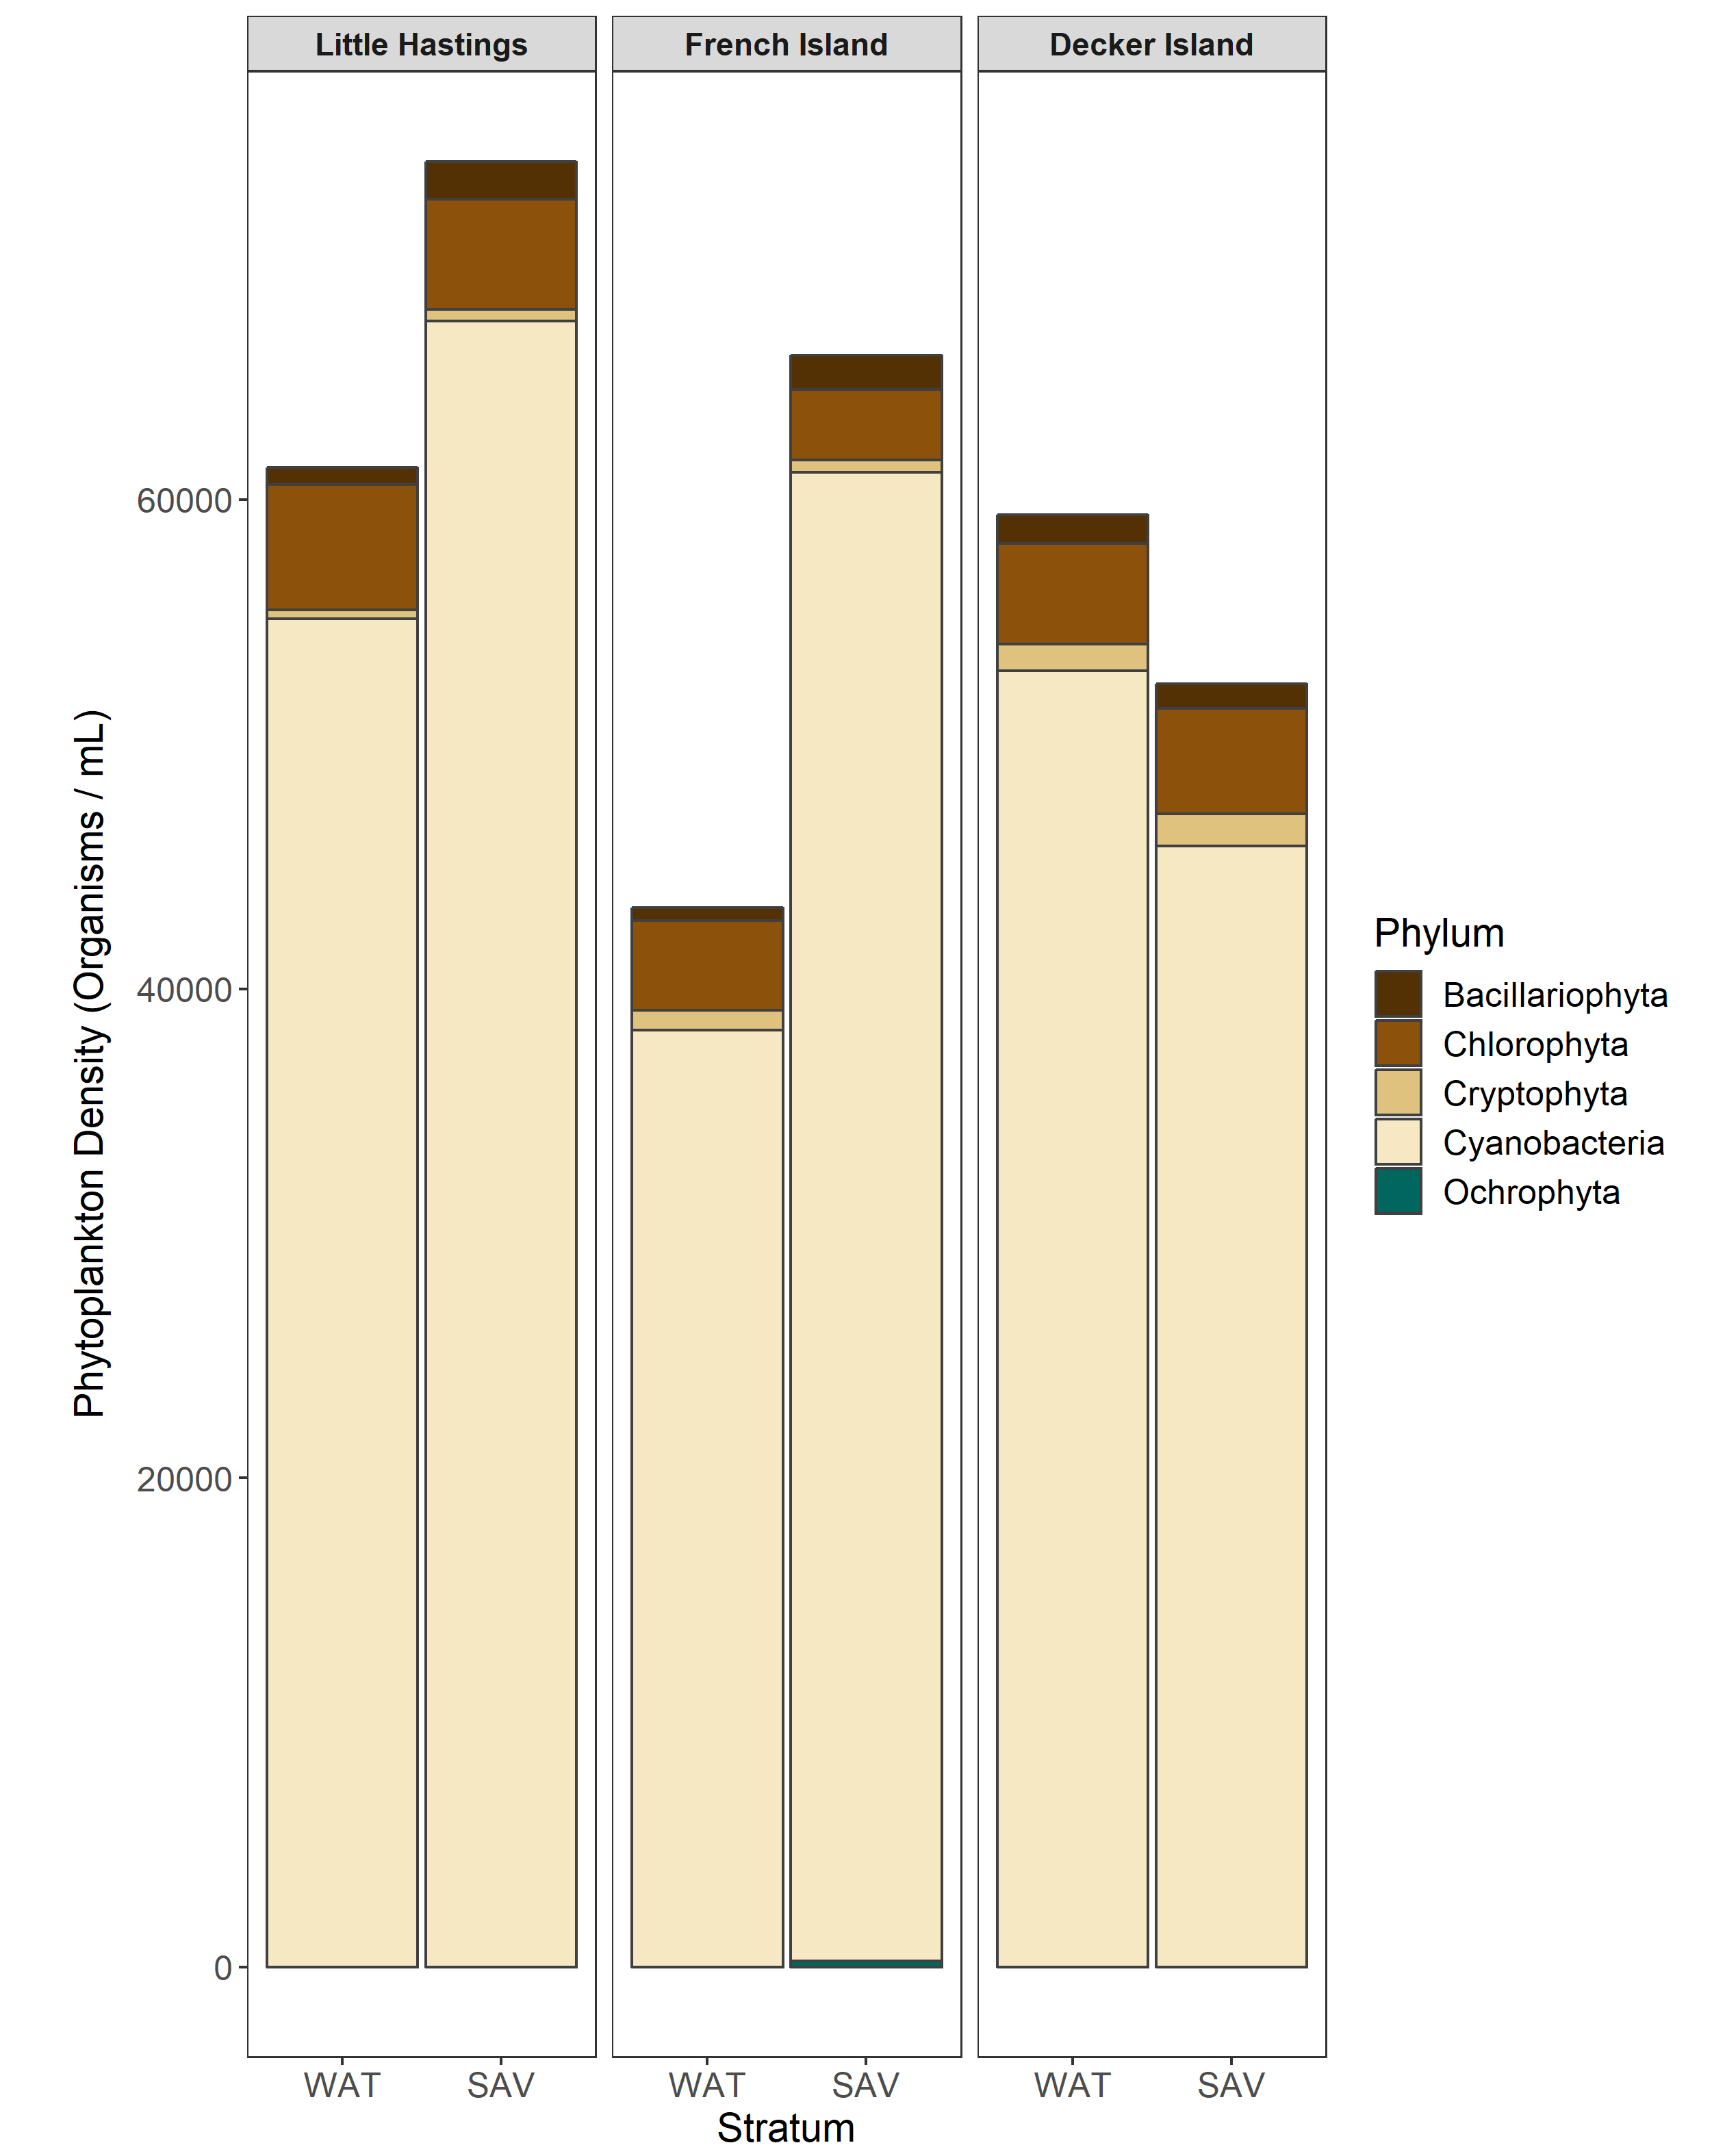 Little Hastings
French Island
Decker Island
Phytoplankton Density (Organisms / mL)
60000
40000
20000
0
WAT SAV
WAT SAV
WAT SAV
Stratum
Phylum
Bacillariophyta
Chlorophyta
Cryptophyta
Cyanobacteria
Ochrophyta